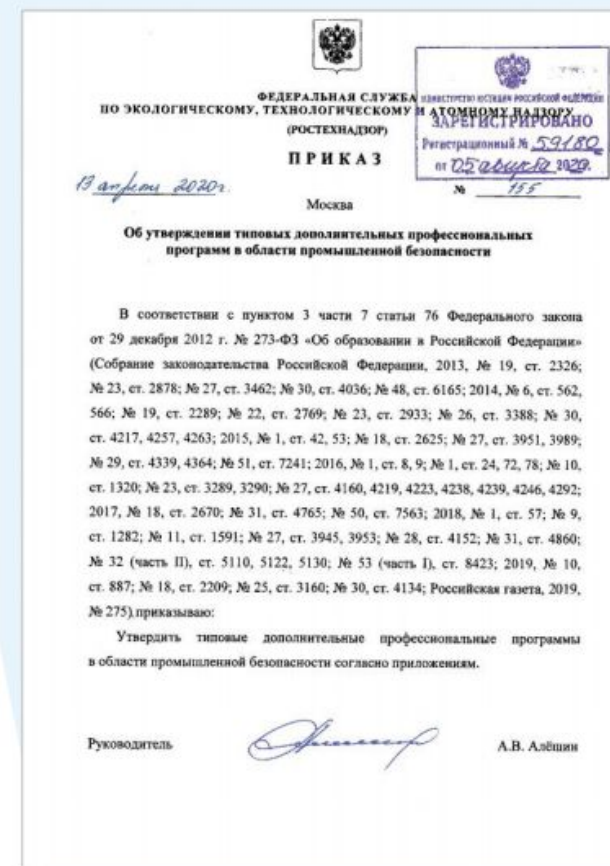 МИНИСТЕРСТВО ЮСТИЦИИ РОССИЙСКОЙ ФЕДЕРАЦИИ
ЗАРЕГИСТРИРОВАНО
Регистрационный № 59180
от 05 августа 2020.
ФЕДЕРАЛЬНАЯ СЛУЖБА
ПО ЭКОЛОГИЧЕСКОМУ, ТЕХНОЛОГИЧЕСКОМУ И АТОМНОМУ НАДЗОРУ
(РОСТЕХНАДЗОР)
ПРИКАЗ
13 апреля 2020г.
№ 155
Москва
Об утверждении типовых дополнительных профессиональных
программ в области промышленной безопасности
В соответствии с пунктом 3 части 7 статьи 76 Федерального закона
от 29 декабря 2012 г. № 273-ФЗ «Об образовании в Российской Федерации»
(Собрание законодательства Российской Федерации, 2013, № 19, ст. 2326;
№ 23, ст. 2878; № 27, ст. 3462; № 30, ст. 4036; № 48, ст. 6165; 2014, № 6, ст. 562,
566; № 19, ст. 2289; № 22, ст. 2769; № 23, ст. 2933; № 26, ст. 3388; № 30,
ст. 4217, 4257, 4263; 2015, № 1, ст. 42, 53; № 18, ст. 2625; № 27, ст. 3951, 3989;
№ 29, ст. 4339, 4364; № 51, ст. 7241; 2016, № 1, ст. 8, 9; № 1, ст. 24, 72, 78; № 10,
ст. 1320; № 23, ст. 3289, 3290; № 27, ст. 4160, 4219, 4223, 4238, 4239, 4246, 4292;
2017, № 18, ст. 2670; № 31, ст. 4765; № 50, ст. 7563; 2018, № 1, ст. 57; № 9,
ст. 1282; № 11, ст. 1591; № 27, ст. 3945, 3953; № 28, ст. 4152; № 31, ст. 4860;
№ 32 (часть II), ст. 5110, 5122, 5130; № 53 (часть I), ст. 8423; 2019, № 10,
ст. 887; № 18, ст. 2209; № 25, ст. 3160; № 30, ст. 4134; Российская газета, 2019,
№ 275) приказываю:
Утвердить типовые дополнительные профессиональные программы
в области промышленной безопасности согласно приложениям.
Руководитель
А.В. Алёшин